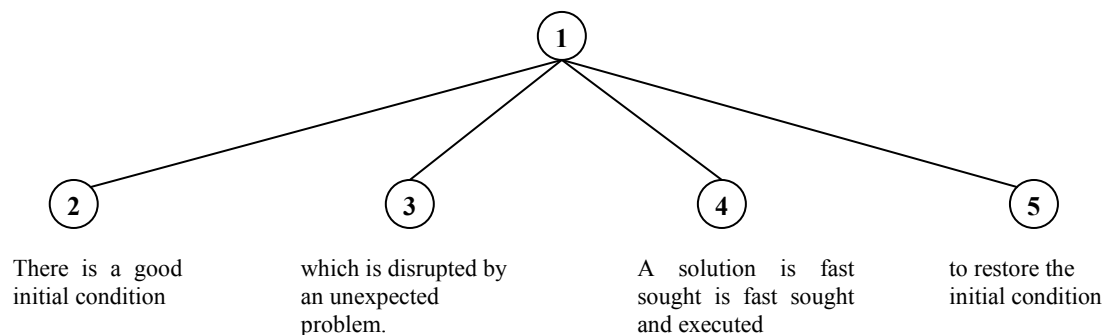 1
2
3
4
5
There is a good
initial condition
which is disrupted by
an unexpected
problem.
A solution is fast
sought is fast sought
and executed
to restore the
initial condition